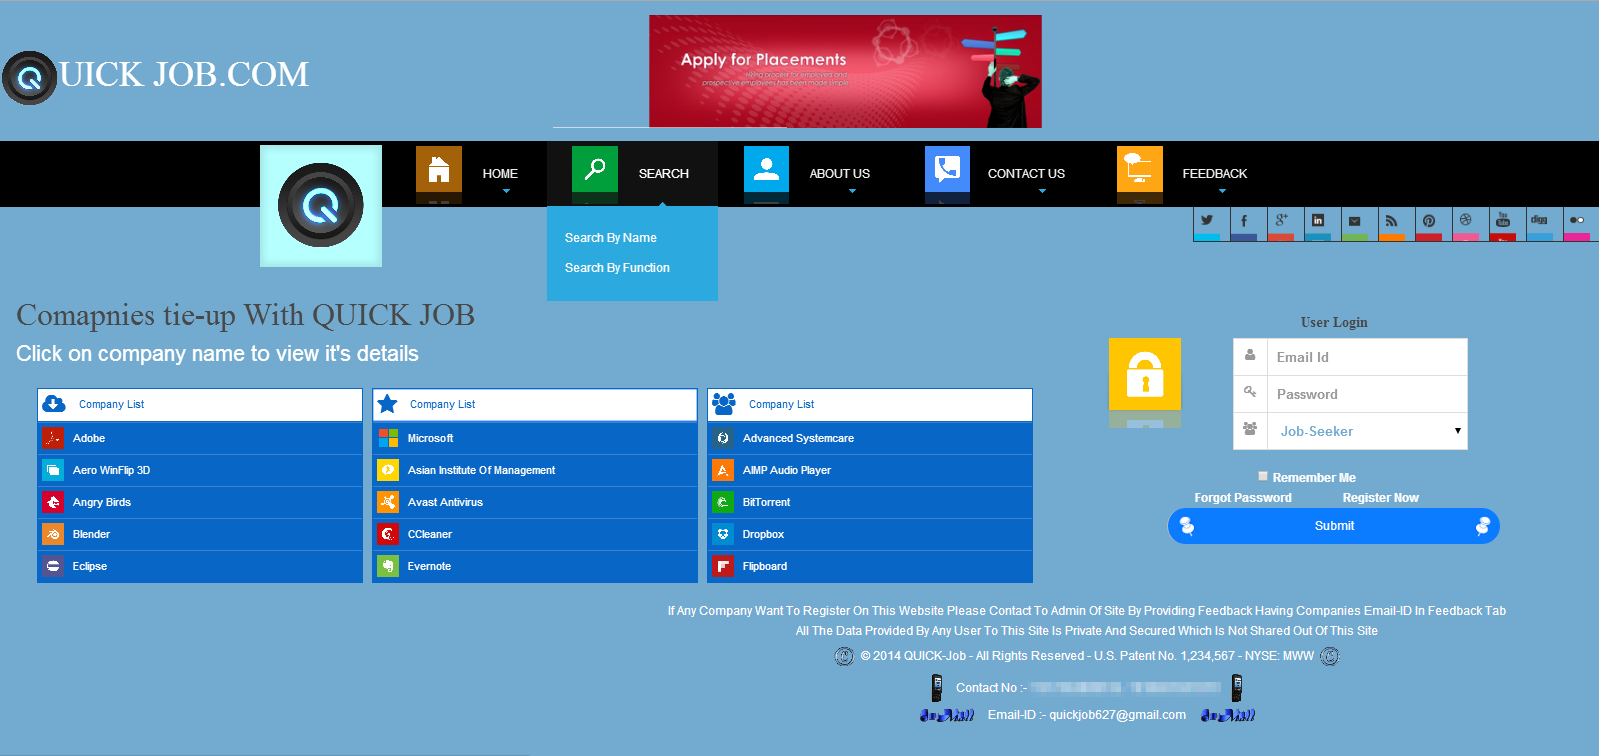 QUICK JOB.COM
Apply for Placements
Hiring process for employers and
prospective employees has been made simple
HOME
SEARCH
ABOUT US
CONTACT US
FEEDBACK
Search By Name
Search By Function
Comapnies tie-up With QUICK JOB
Click on company name to view it's details
User Login
Email Id
Password
Job-Seeker
Remember Me
Forgot Password Register Now
Submit
Company List Company List Company List
Adobe Microsoft Advanced Systemcare
Aero WinFlip 3D Asian Institute Of Management AIMP Audio Player
Angry Birds Avast Antivirus BitTorrent
Blender CCleaner Dropbox
Eclipse Evernote Flipboard
If Any Company Want To Register On This Website Please Contact To Admin Of Site By Providing Feedback Having Companies Email-ID In Feedback Tab
All The Data Provided By Any User To This Site Is Private And Secured Which Is Not Shared Out Of This Site
© 2014 QUICK-Job - All Rights Reserved - U.S. Patent No. 1,234,567 - NYSE: MWW
Contact No :-
Email-ID :- quickjob627@gmail.com